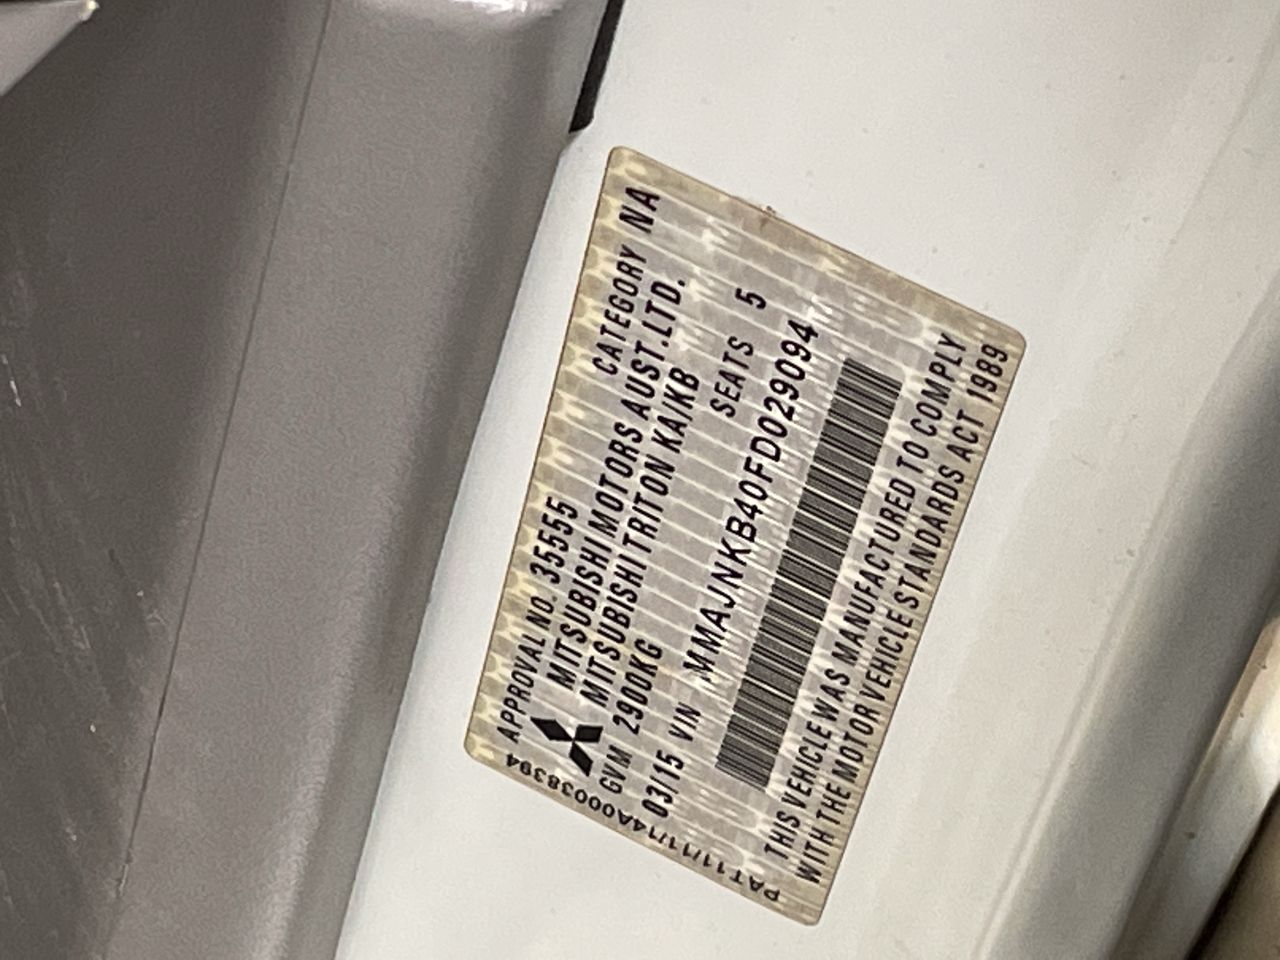 APPROVAL NO. 35555 CATEGORY NA
MITSUBISHI MOTORS AUST.LTD.
MITSUBISHI TRITON KA/KB
GVM 2900KG SEATS 5
03/15 VIN MMAJNKB40FD029094
THIS VEHICLE WAS MANUFACTURED TO COMPLY
WITH THE MOTOR VEHICLE STANDARDS ACT 1989
PAT11/11/14A000038394